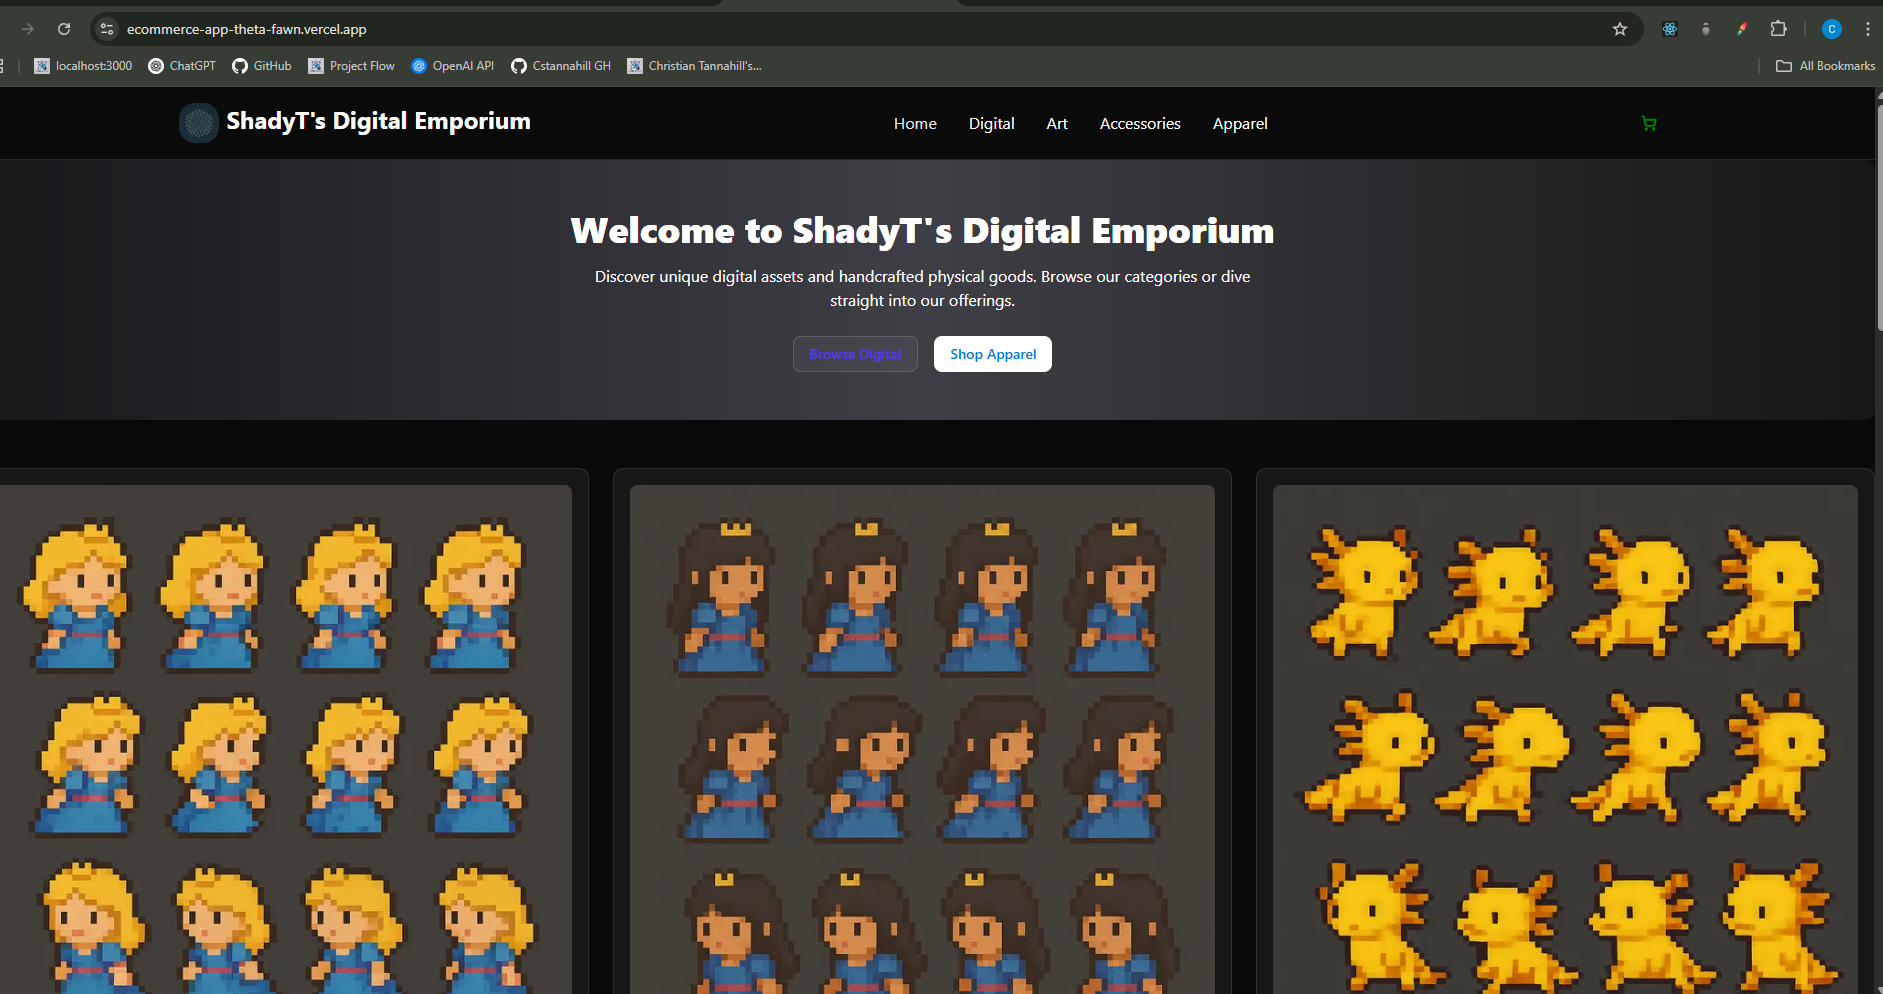 ecommerce-app-theta-fawn.vercel.app
C
localhost:3000
ChatGPT
GitHub
Project Flow
OpenAI API
Cstannahill GH
Christian Tannahill's...
All Bookmarks
ShadyT's Digital Emporium
Home
Digital
Art
Accessories
Apparel
Welcome to ShadyT's Digital Emporium
Discover unique digital assets and handcrafted physical goods. Browse our categories or dive
straight into our offerings.
Browse Digital
Shop Apparel